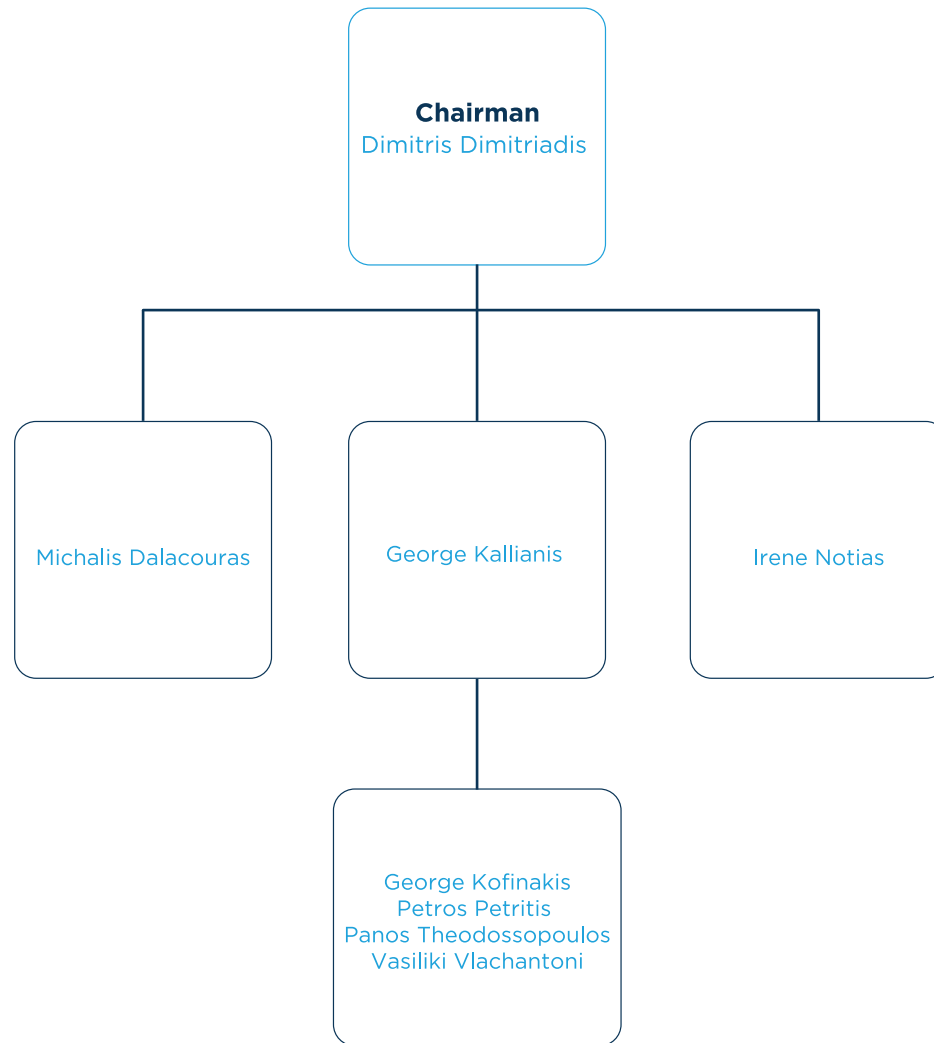 Chairman
Dimitris Dimitriadis
Michalis Dalacouras
George Kallianis
Irene Notias
George Kofinakis
Petros Petritis
Panos Theodossopoulos
Vasiliki Vlachantoni